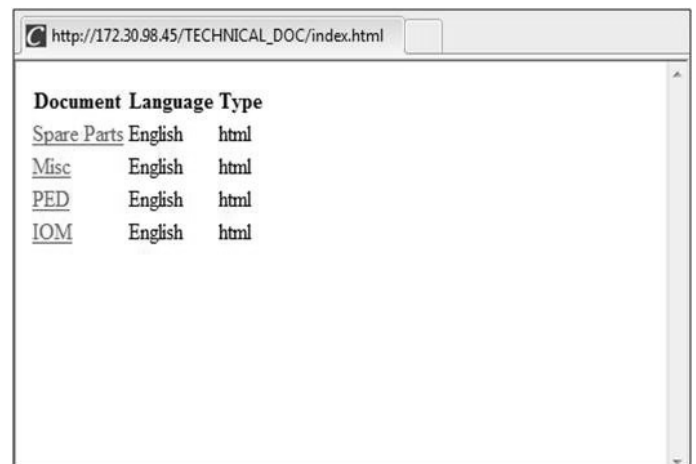 http://172.30.98.45/TECHNICAL_DOC/index.html
Document Language Type
Spare Parts English html
Misc English html
PED English html
IOM English html